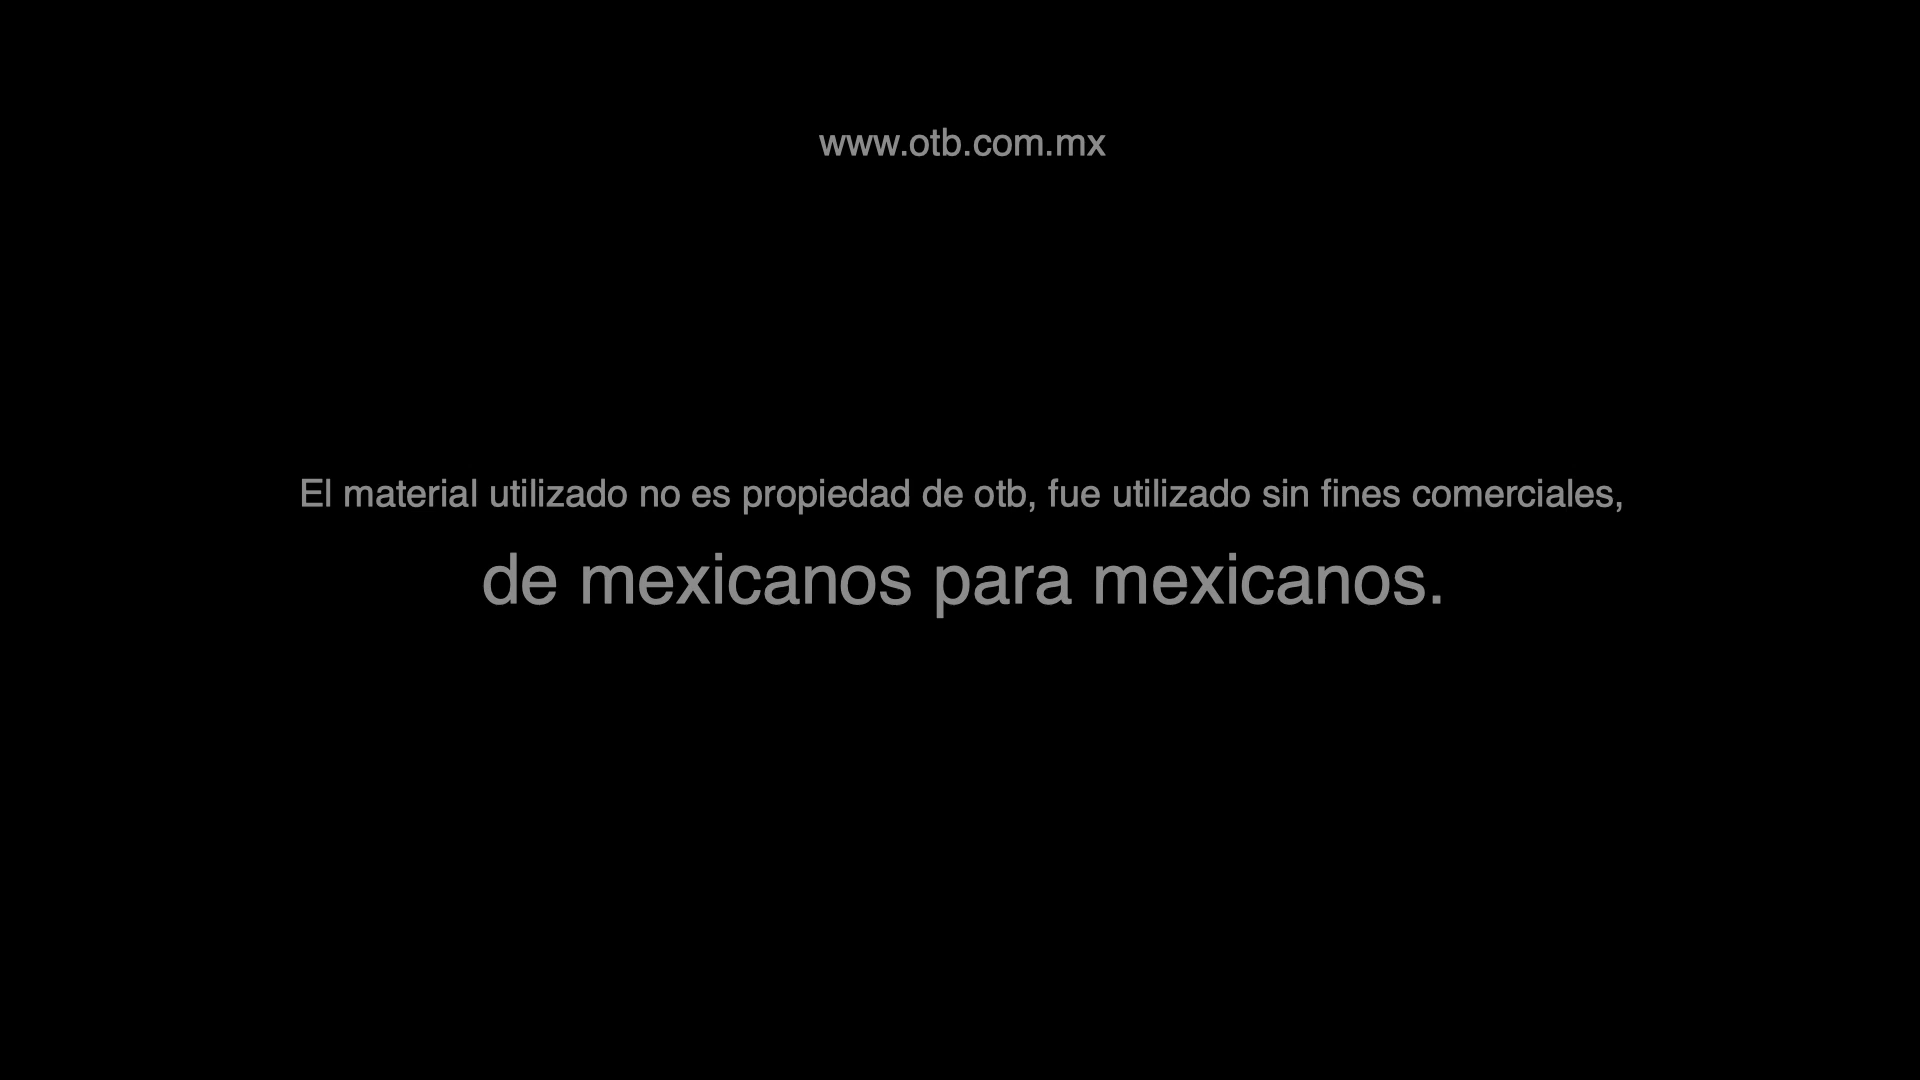 www.otb.com.mx
El material utilizado no es propiedad de otb, fue utilizado sin fines comerciales,
de mexicanos para mexicanos.